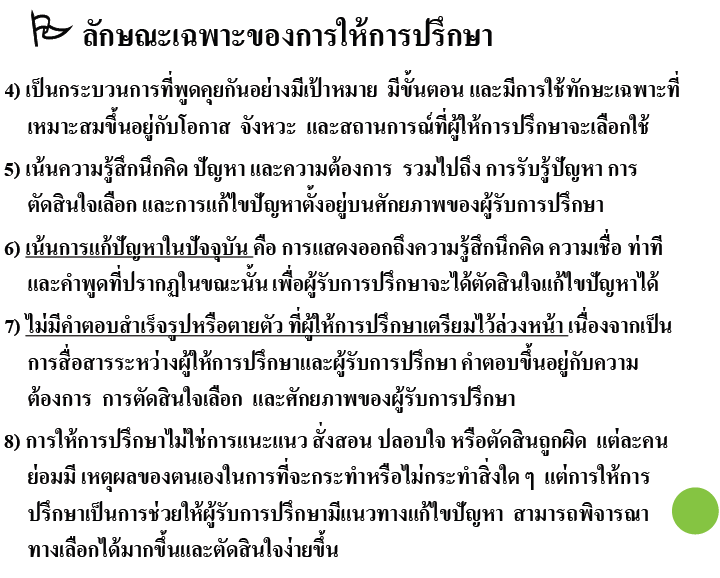 ลักษณะเฉพาะของการให้การปรึกษา
4) เป็นกระบวนการที่พูดคุยกันอย่างมีเป้าหมาย มีขั้นตอน และมีการใช้ทักษะเฉพาะที่
เหมาะสมขึ้นอยู่กับโอกาส จังหวะ และสถานการณ์ที่ผู้ให้การปรึกษาจะเลือกใช้
5) เน้นความรู้สึกนึกคิด ปัญหา และความต้องการ รวมไปถึง การรับรู้ปัญหา การ
ตัดสินใจเลือก และการแก้ไขปัญหาตั้งอยู่บนศักยภาพของผู้รับการปรึกษา
6) เน้นการแก้ปัญหาในปัจจุบัน คือ การแสดงออกถึงความรู้สึกนึกคิด ความเชื่อ ท่าที
และคำพูดที่ปรากฏในขณะนั้น เพื่อผู้รับการปรึกษาจะได้ตัดสินใจแก้ไขปัญหาได้
7) ไม่มีคำตอบสำเร็จรูปหรือตายตัว ที่ผู้ให้การปรึกษาเตรียมไว้ล่วงหน้า เนื่องจากเป็น
การสื่อสารระหว่างผู้ให้การปรึกษาและผู้รับการปรึกษา คำตอบขึ้นอยู่กับความ
ต้องการ การตัดสินใจเลือก และศักยภาพของผู้รับการปรึกษา
8) การให้การปรึกษาไม่ใช่การแนะแนว สั่งสอน ปลอบใจ หรือตัดสินถูกผิด แต่ละคน
ย่อมมี เหตุผลของตนเองในการที่จะกระทำหรือไม่กระทำสิ่งใด ๆ แต่การให้การ
ปรึกษาเป็นการช่วยให้ผู้รับการปรึกษามีแนวทางแก้ไขปัญหา สามารถพิจารณา
ทางเลือกได้มากขึ้นและตัดสินใจง่ายขึ้น